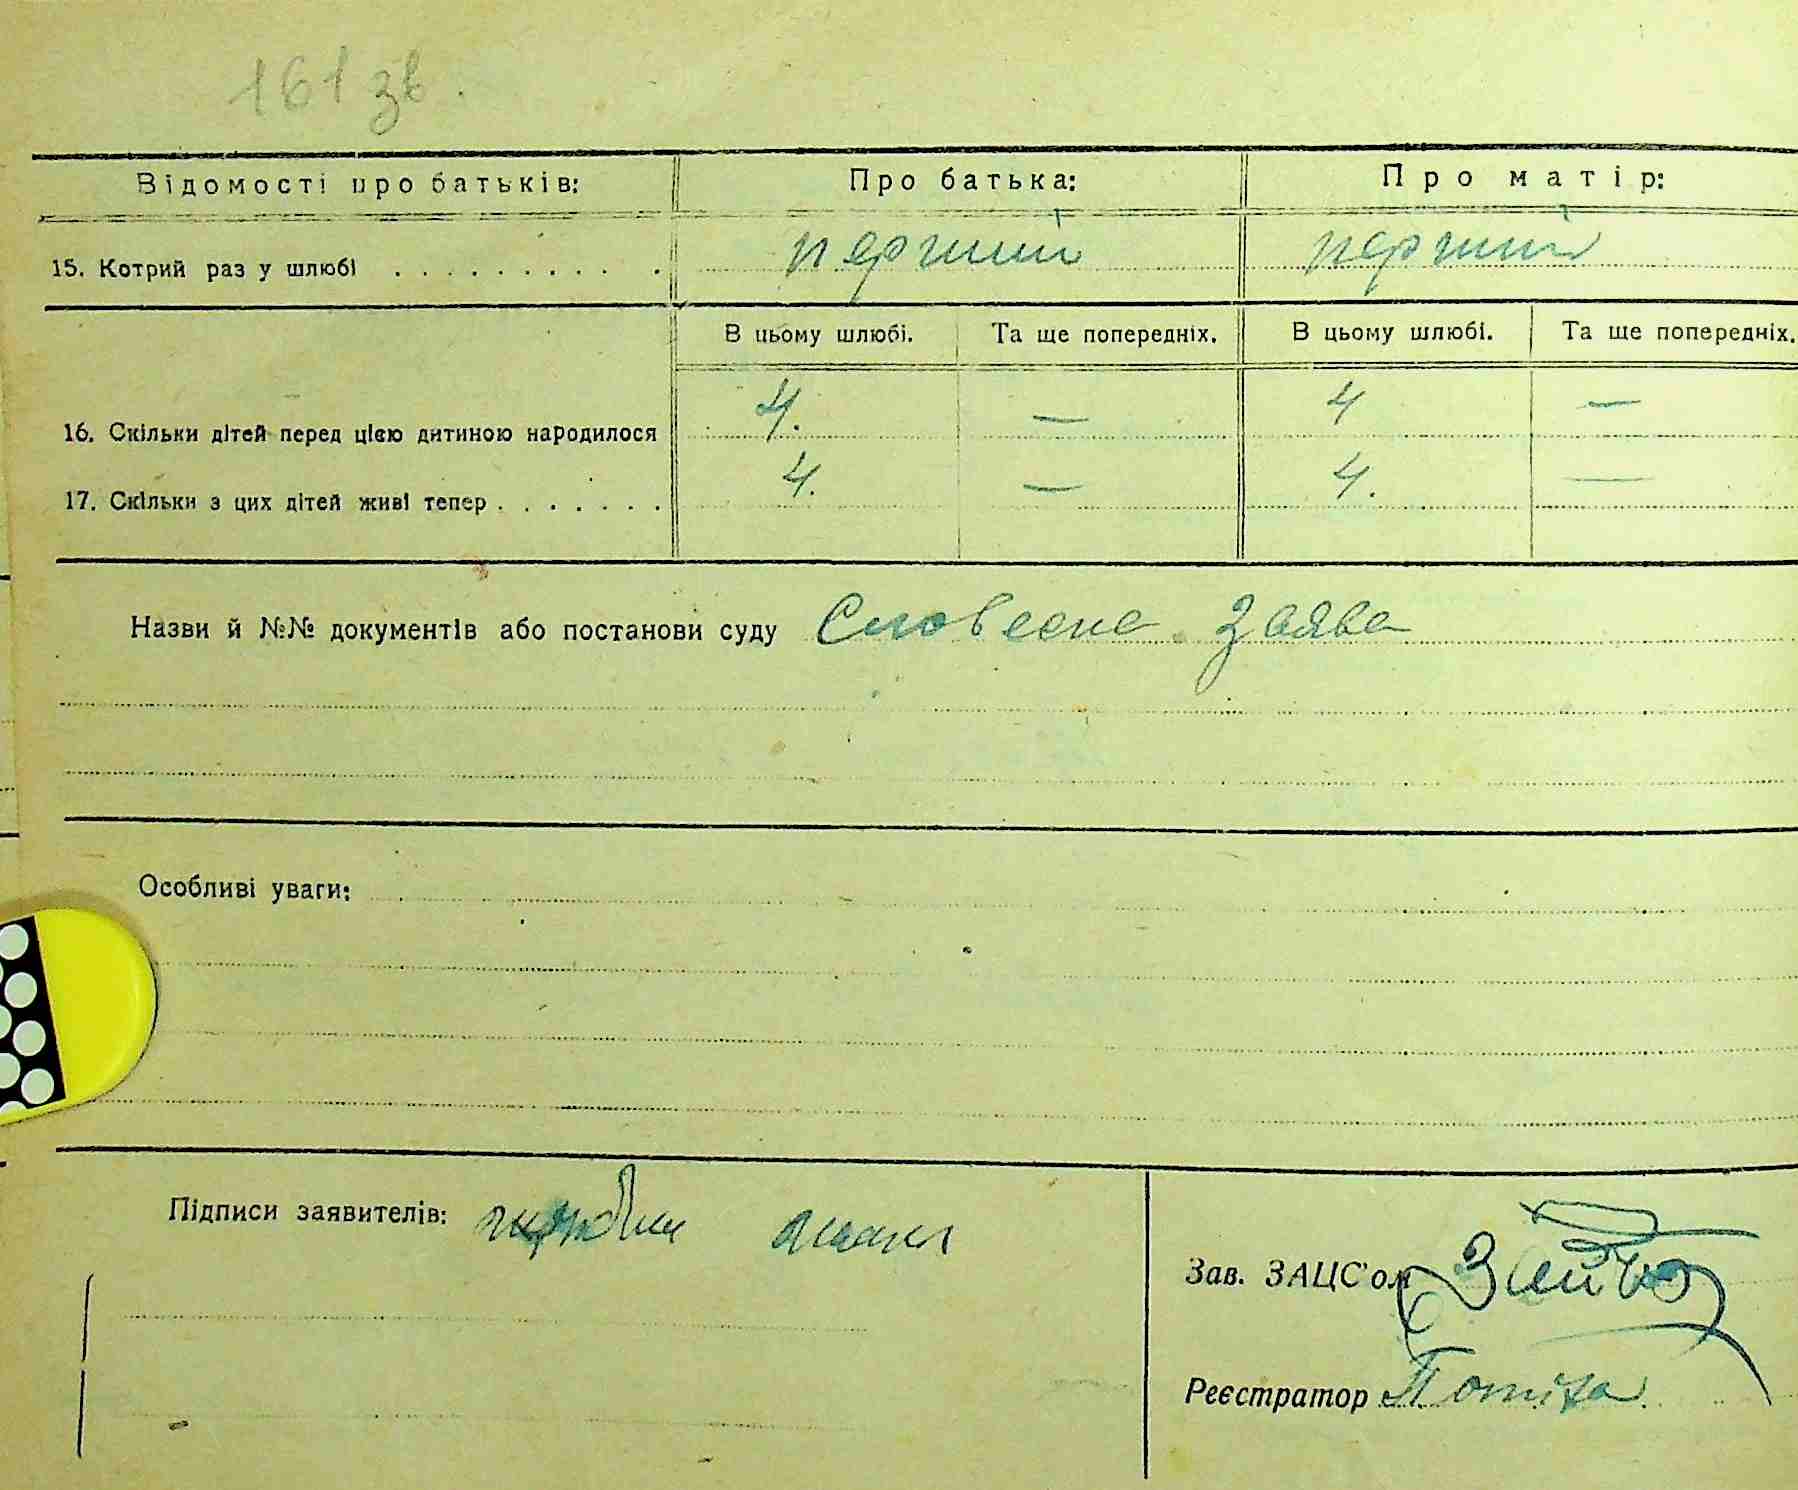 161 зв.
Відомості про батьків: Про батька: Про матір:
15. Котрий раз у шлюбі . . . . . . . . . . перший перший
В цьому шлюбі. Та ще попередніх. В цьому шлюбі. Та ще попередніх.
16. Скільки дітей перед цією дитиною народилося 4. — 4 —
17. Скільки з цих дітей живі тепер . . . . . . . 4. — 4. —
Назви й №№ документів або постанови суду Словесна заява
Особливі уваги:
Підписи заявителів:
Зав. ЗАЦС'ом
Реєстратор Потіха